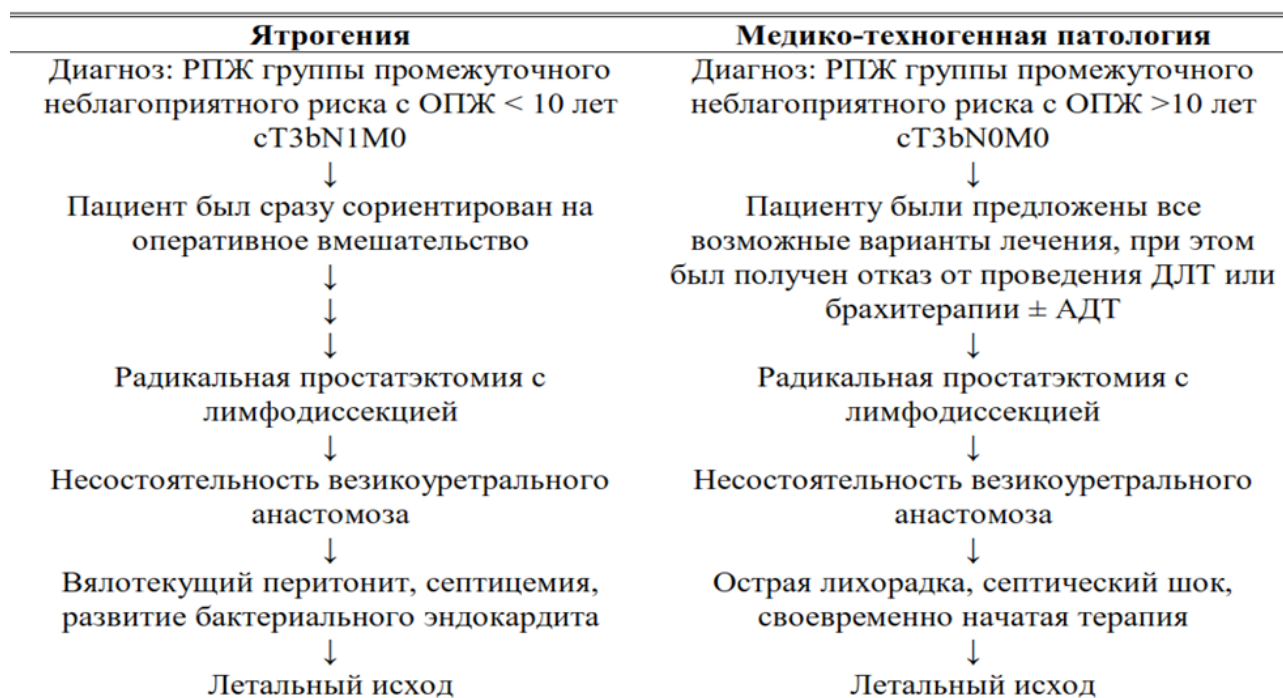 Ятрогения
Диагноз: РПЖ группы промежуточного
неблагоприятного риска с ОПЖ < 10 лет
cT3bN1M0
↓
Пациент был сразу сориентирован на
оперативное вмешательство
↓
↓
↓
Радикальная простатэктомия с
лимфодиссекцией
↓
Несостоятельность везикоуретрального
анастомоза
↓
Вялотекущий перитонит, септицемия,
развитие бактериального эндокардита
↓
Летальный исход
Медико-техногенная патология
Диагноз: РПЖ группы промежуточного
неблагоприятного риска с ОПЖ >10 лет
cT3bN0M0
↓
Пациенту были предложены все
возможные варианты лечения, при этом
был получен отказ от проведения ДЛТ или
брахитерапии ± АДТ
↓
Радикальная простатэктомия с
лимфодиссекцией
↓
Несостоятельность везикоуретрального
анастомоза
↓
Острая лихорадка, септический шок,
своевременно начатая терапия
↓
Летальный исход